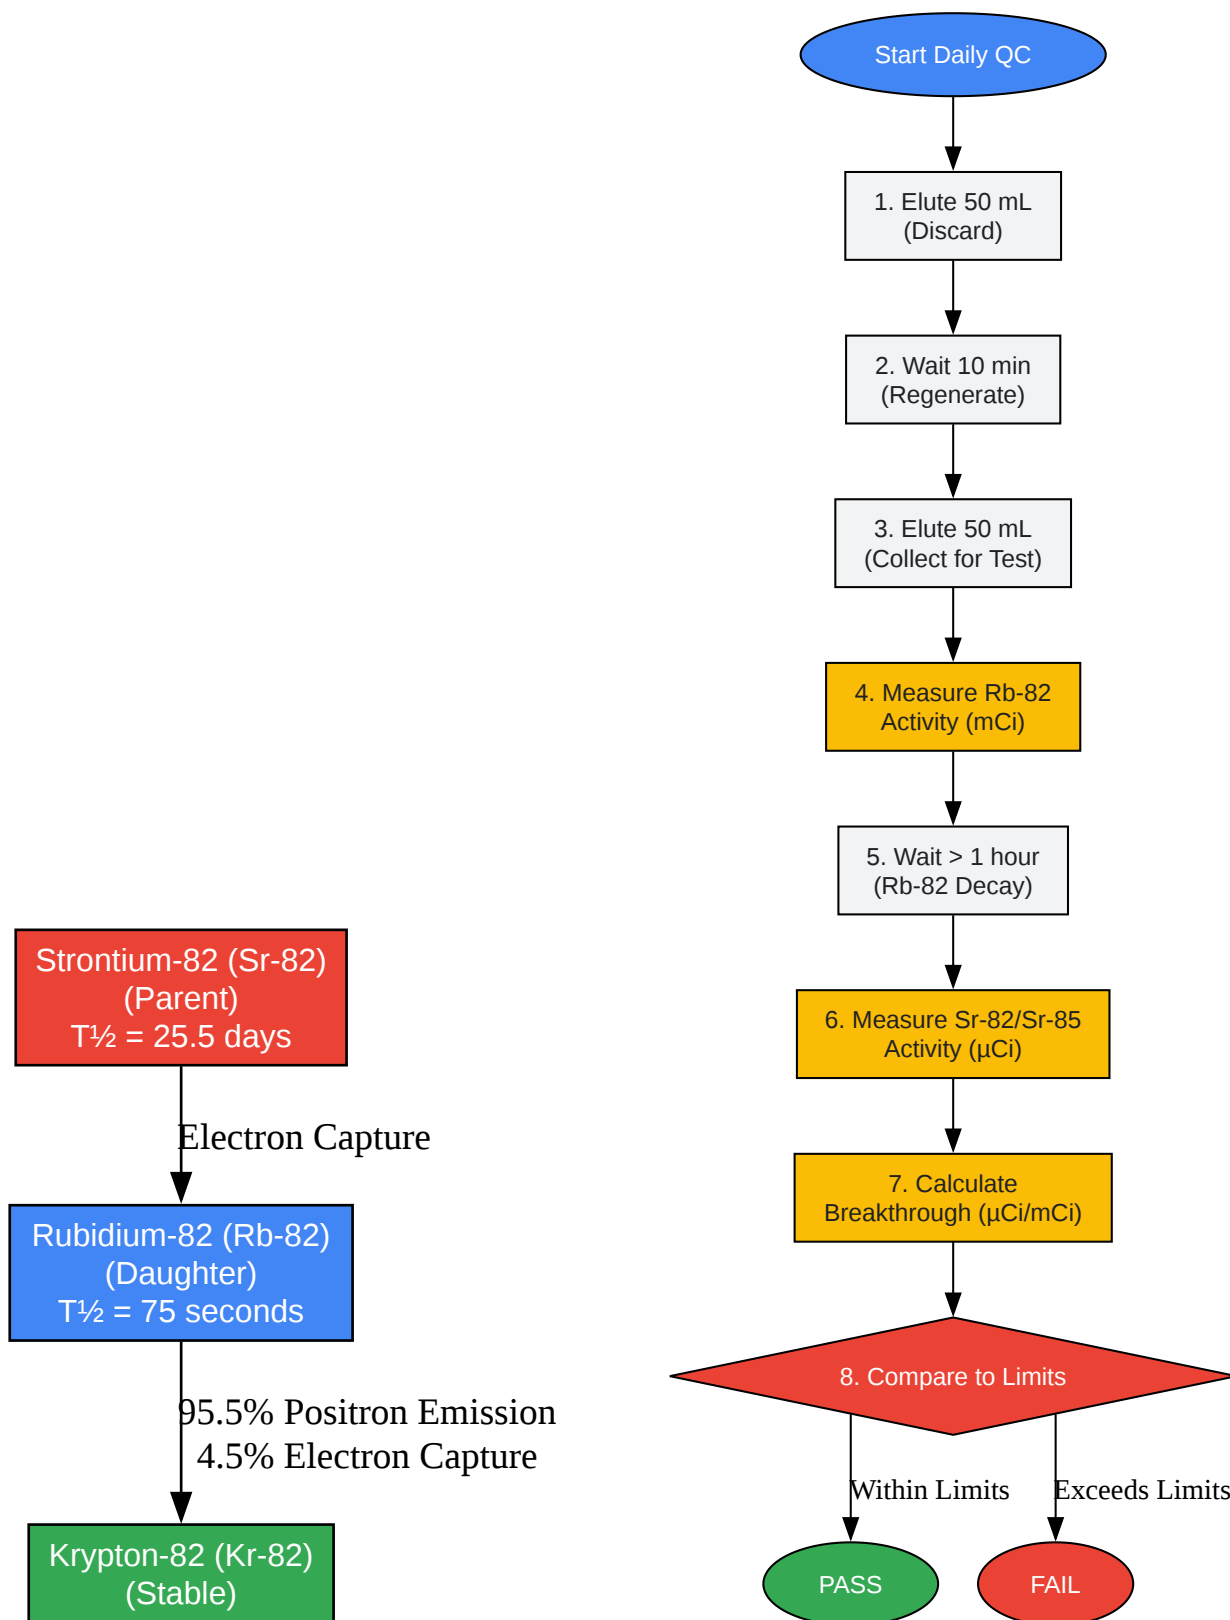 Strontium-82 (Sr-82)
(Parent)
T½ = 25.5 days
Electron Capture
Rubidium-82 (Rb-82)
(Daughter)
T½ = 75 seconds
95.5% Positron Emission
4.5% Electron Capture
Krypton-82 (Kr-82)
(Stable)
Start Daily QC
1. Elute 50 mL
(Discard)
2. Wait 10 min
(Regenerate)
3. Elute 50 mL
(Collect for Test)
4. Measure Rb-82
Activity (mCi)
5. Wait > 1 hour
(Rb-82 Decay)
6. Measure Sr-82/Sr-85
Activity (µCi)
7. Calculate
Breakthrough (µCi/mCi)
8. Compare to Limits
Within Limits
Exceeds Limits
PASS
FAIL